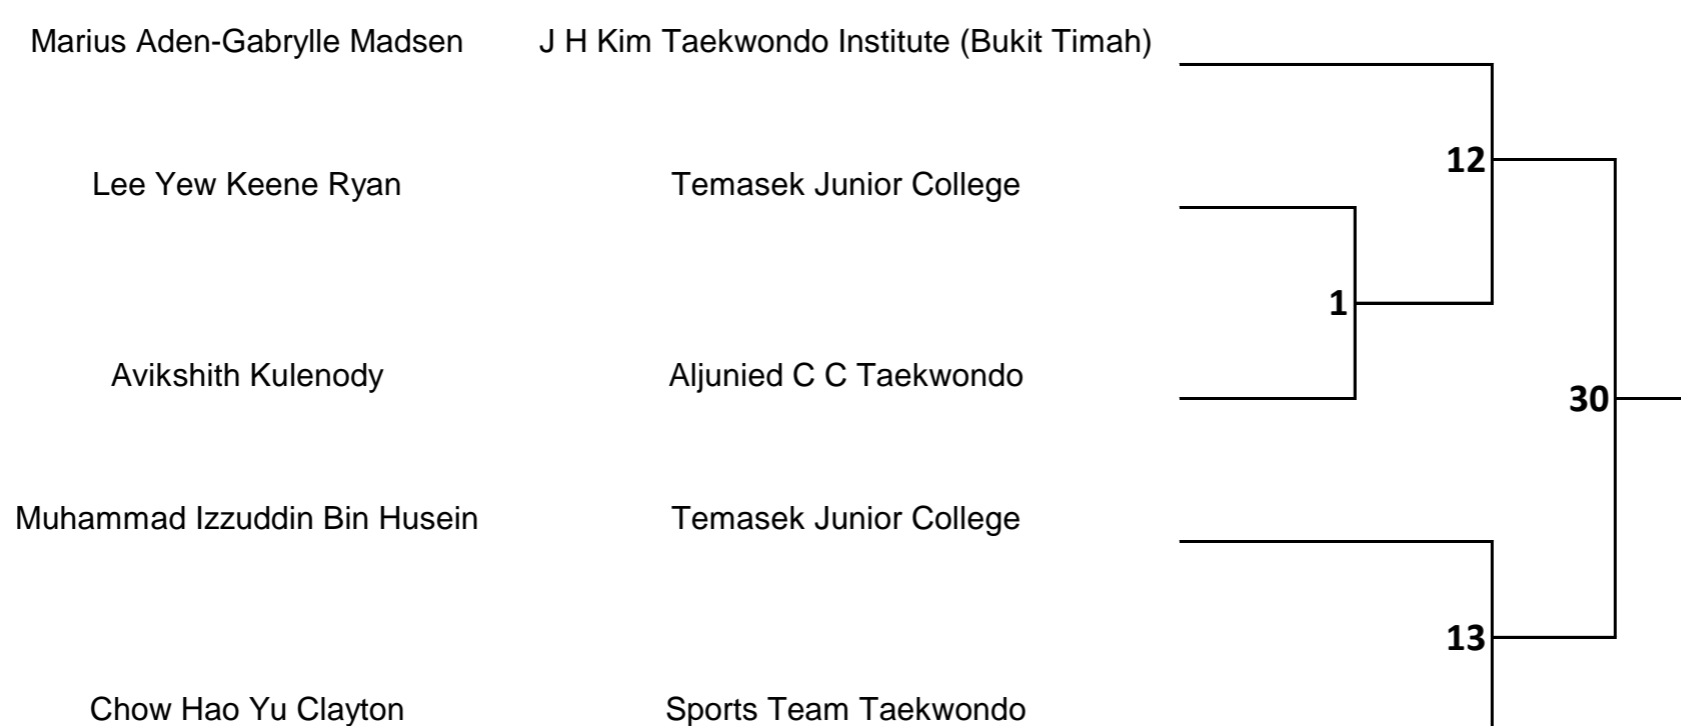 Marius Aden-Gabrylle Madsen J H Kim Taekwondo Institute (Bukit Timah)
12
Lee Yew Keene Ryan Temasek Junior College
1
Avikshith Kulenody Aljunied C C Taekwondo
30
Muhammad Izzuddin Bin Husein Temasek Junior College
13
Chow Hao Yu Clayton Sports Team Taekwondo